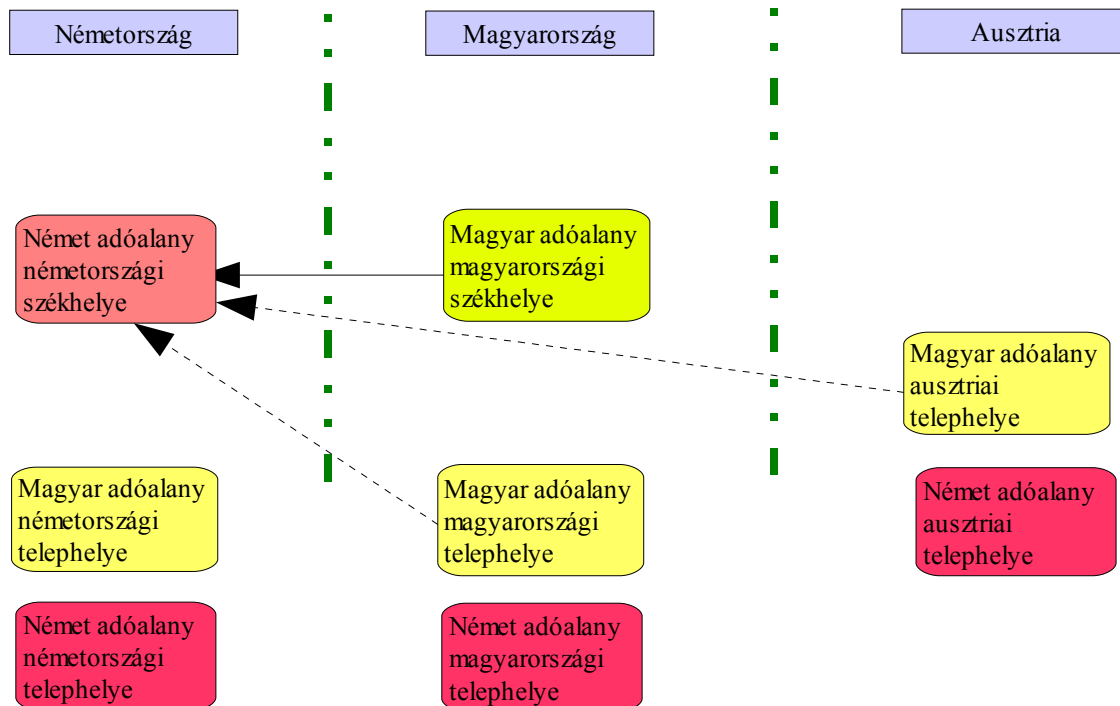 Németország
Magyarország
Ausztria
Német adóalany
németországi
székhelye
Magyar adóalany
magyarországi
székhelye
Magyar adóalany
ausztriai
telephelye
Magyar adóalany
németországi
telephelye
Magyar adóalany
magyarországi
telephelye
Német adóalany
ausztriai
telephelye
Német adóalany
németországi
telephelye
Német adóalany
magyarországi
telephelye